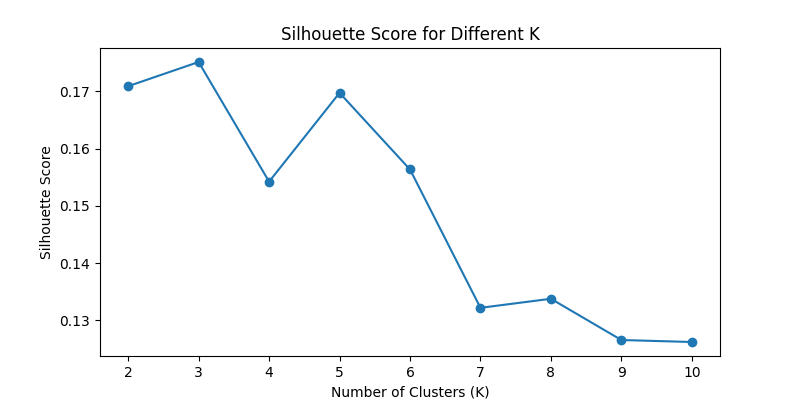 Silhouette Score for Different K
Silhouette Score
0.17
0.16
0.15
0.14
0.13
2 3 4 5 6 7 8 9 10
Number of Clusters (K)